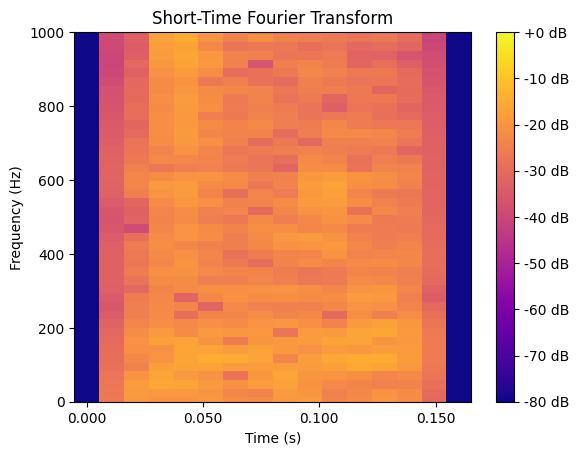 Short-Time Fourier Transform
1000
800
600
400
200
0
Frequency (Hz)
0.000
0.050
0.100
0.150
Time (s)
+0 dB
-10 dB
-20 dB
-30 dB
-40 dB
-50 dB
-60 dB
-70 dB
-80 dB